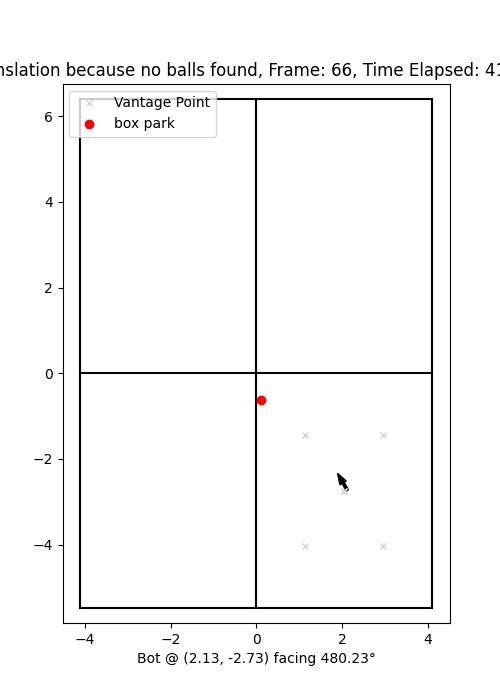 nslation because no balls found, Frame: 66, Time Elapsed: 41
Vantage Point
box park
6
4
2
0
−2
−4
−4
−2
0
2
4
Bot @ (2.13, -2.73) facing 480.23°